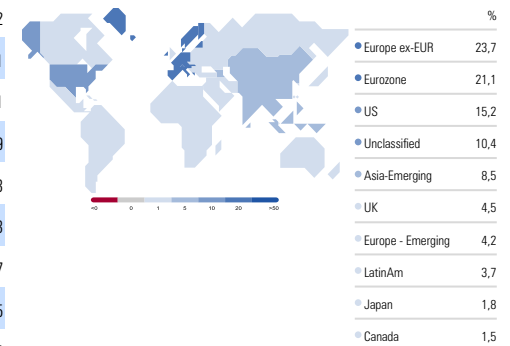 %
Europe ex-EUR 23,7
Eurozone 21,1
US 15,2
Unclassified 10,4
Asia-Emerging 8,5
UK 4,5
Europe - Emerging 4,2
LatinAm 3,7
Japan 1,8
Canada 1,5
<0 0 1 5 10 20 >50